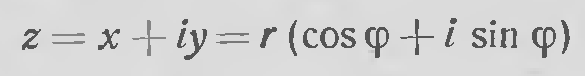 z = x + iy = r (cos φ + i sin φ)